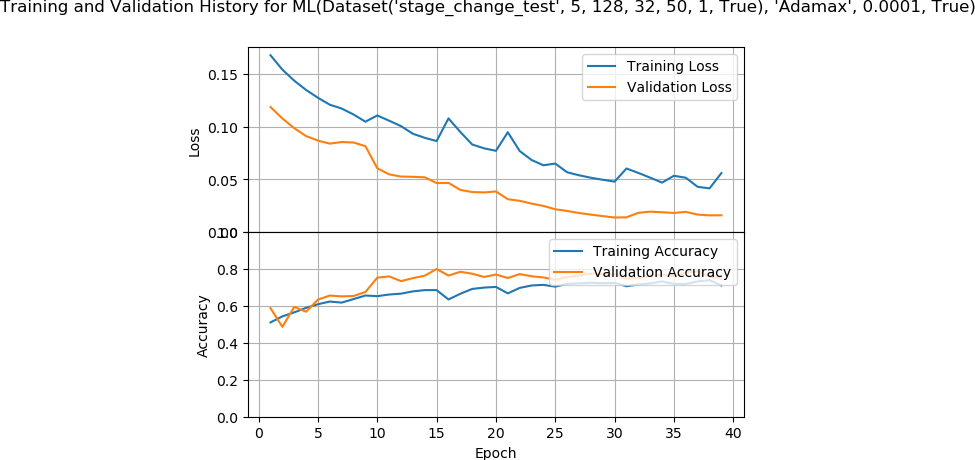 Training and Validation History for ML(Dataset('stage_change_test', 5, 128, 32, 50, 1, True), 'Adamax', 0.0001, True)
Training Loss
Validation Loss
Loss
0.15
0.10
0.05
0.00
1.0
Training Accuracy
Validation Accuracy
Accuracy
0.8
0.6
0.4
0.2
0.0
0 5 10 15 20 25 30 35 40
Epoch